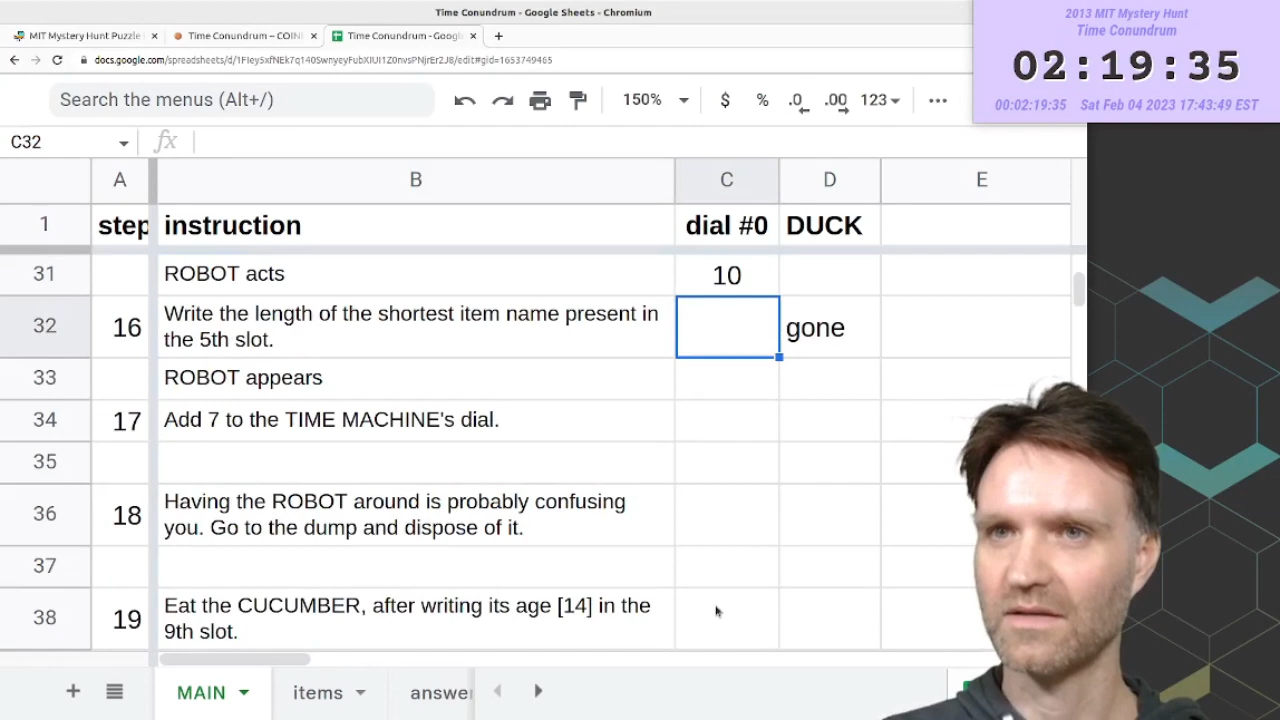 Time Conundrum - Google Sheets - Chromium
MIT Mystery Hunt Puzzle
Time Conundrum – COIN
Time Conundrum - Goog
docs.google.com/
Search the menus (Alt+/)
150%
$ % .0 .00 123
C32
fx
A B C D E
1 step instruction dial #0 DUCK
31 ROBOT acts 10
32 16 Write the length of the shortest item name present in
the 5th slot. gone
33 ROBOT appears
34 17 Add 7 to the TIME MACHINE's dial.
35
36 18 Having the ROBOT around is probably confusing
you. Go to the dump and dispose of it.
37
38 19 Eat the CUCUMBER, after writing its age [14] in the
9th slot.
MAIN items answe
2013 MIT Mystery Hunt
Time Conundrum
02:19:35
00:02:19:35 Sat Feb 04 2023 17:43:49 EST